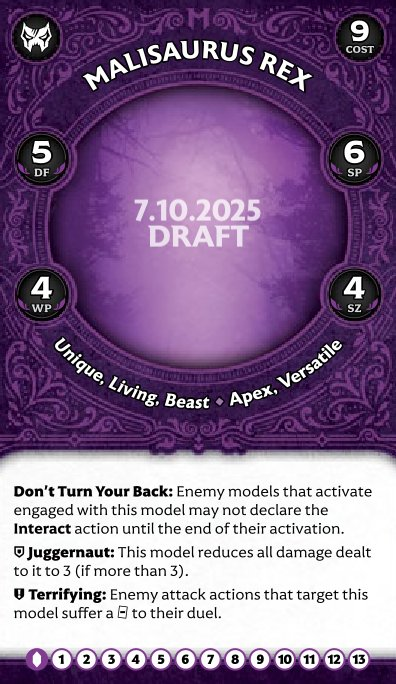 MALISAURUS REX
9
COST
5
DF
6
SP
7.10.2025
DRAFT
4
WP
4
SZ
Unique, Living, Beast ◆ Apex, Versatile
Don’t Turn Your Back: Enemy models that activate
engaged with this model may not declare the
Interact action until the end of their activation.
Juggernaut: This model reduces all damage dealt
to it to 3 (if more than 3).
Terrifying: Enemy attack actions that target this
model suffer a to their duel.
1 2 3 4 5 6 7 8 9 10 11 12 13